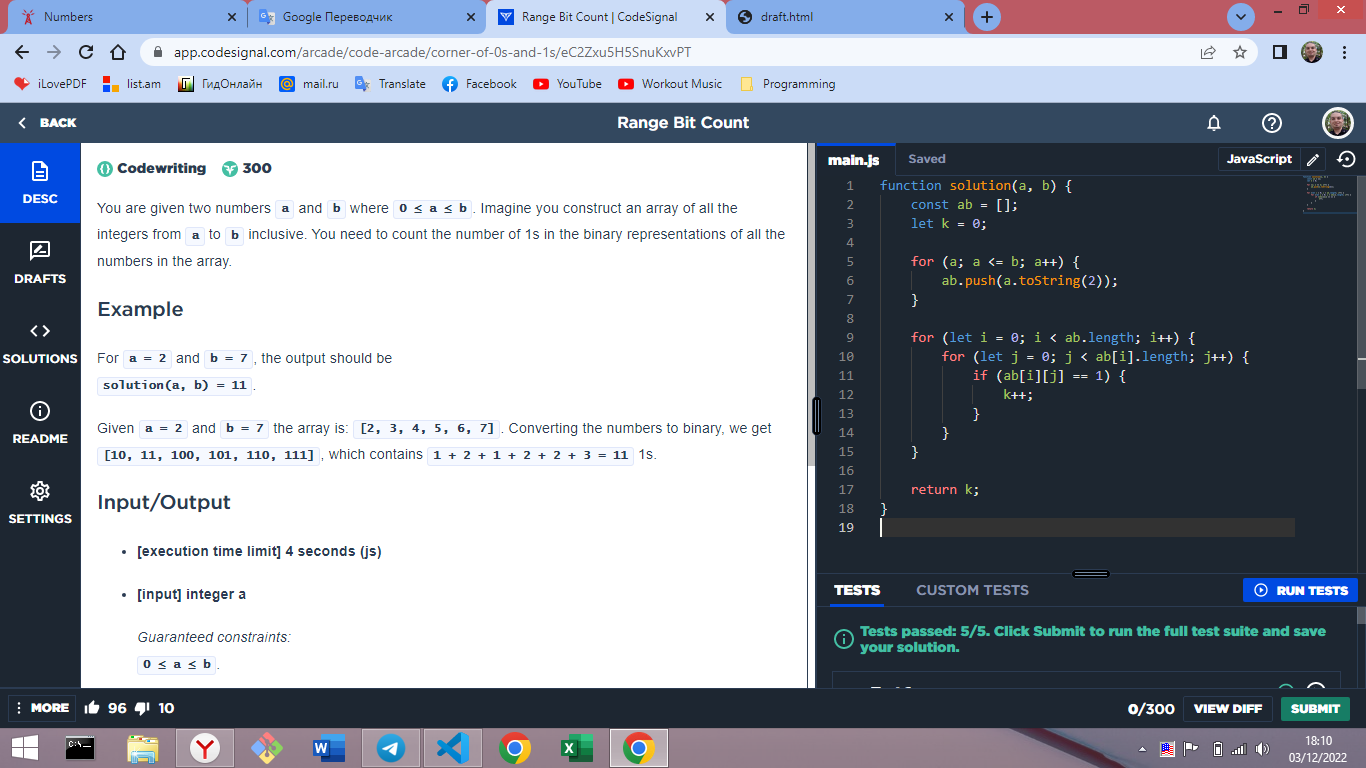 Numbers
Google Переводчик
Range Bit Count | CodeSignal
draft.html
app.codesignal.com/arcade/code-arcade/corner-of-0s-and-1s/eC2Zxu5H5SnuKxvPT
iLovePDF
list.am
ГидОнлайн
mail.ru
Translate
Facebook
YouTube
Workout Music
Programming
BACK
Range Bit Count
DESC
DRAFTS
SOLUTIONS
README
SETTINGS
Codewriting 300
You are given two numbers a and b where 0 ≤ a ≤ b. Imagine you construct an array of all the
integers from a to b inclusive. You need to count the number of 1s in the binary representations of all the
numbers in the array.
Example
For a = 2 and b = 7, the output should be
solution(a, b) = 11.
Given a = 2 and b = 7 the array is: [2, 3, 4, 5, 6, 7]. Converting the numbers to binary, we get
[10, 11, 100, 101, 110, 111], which contains 1 + 2 + 1 + 2 + 2 + 3 = 11 1s.
Input/Output
• [execution time limit] 4 seconds (js)
• [input] integer a
Guaranteed constraints:
0 ≤ a ≤ b.
main.js
Saved
JavaScript
1 function solution(a, b) {
2 const ab = [];
3 let k = 0;
4
5 for (a; a <= b; a++) {
6 ab.push(a.toString(2));
7 }
8
9 for (let i = 0; i < ab.length; i++) {
10 for (let j = 0; j < ab[i].length; j++) {
11 if (ab[i][j] == 1) {
12 k++;
13 }
14 }
15 }
16
17 return k;
18 }
19
TESTS
CUSTOM TESTS
RUN TESTS
Tests passed: 5/5. Click Submit to run the full test suite and save
your solution.
MORE
96
10
0/300
VIEW DIFF
SUBMIT
18:10
03/12/2022